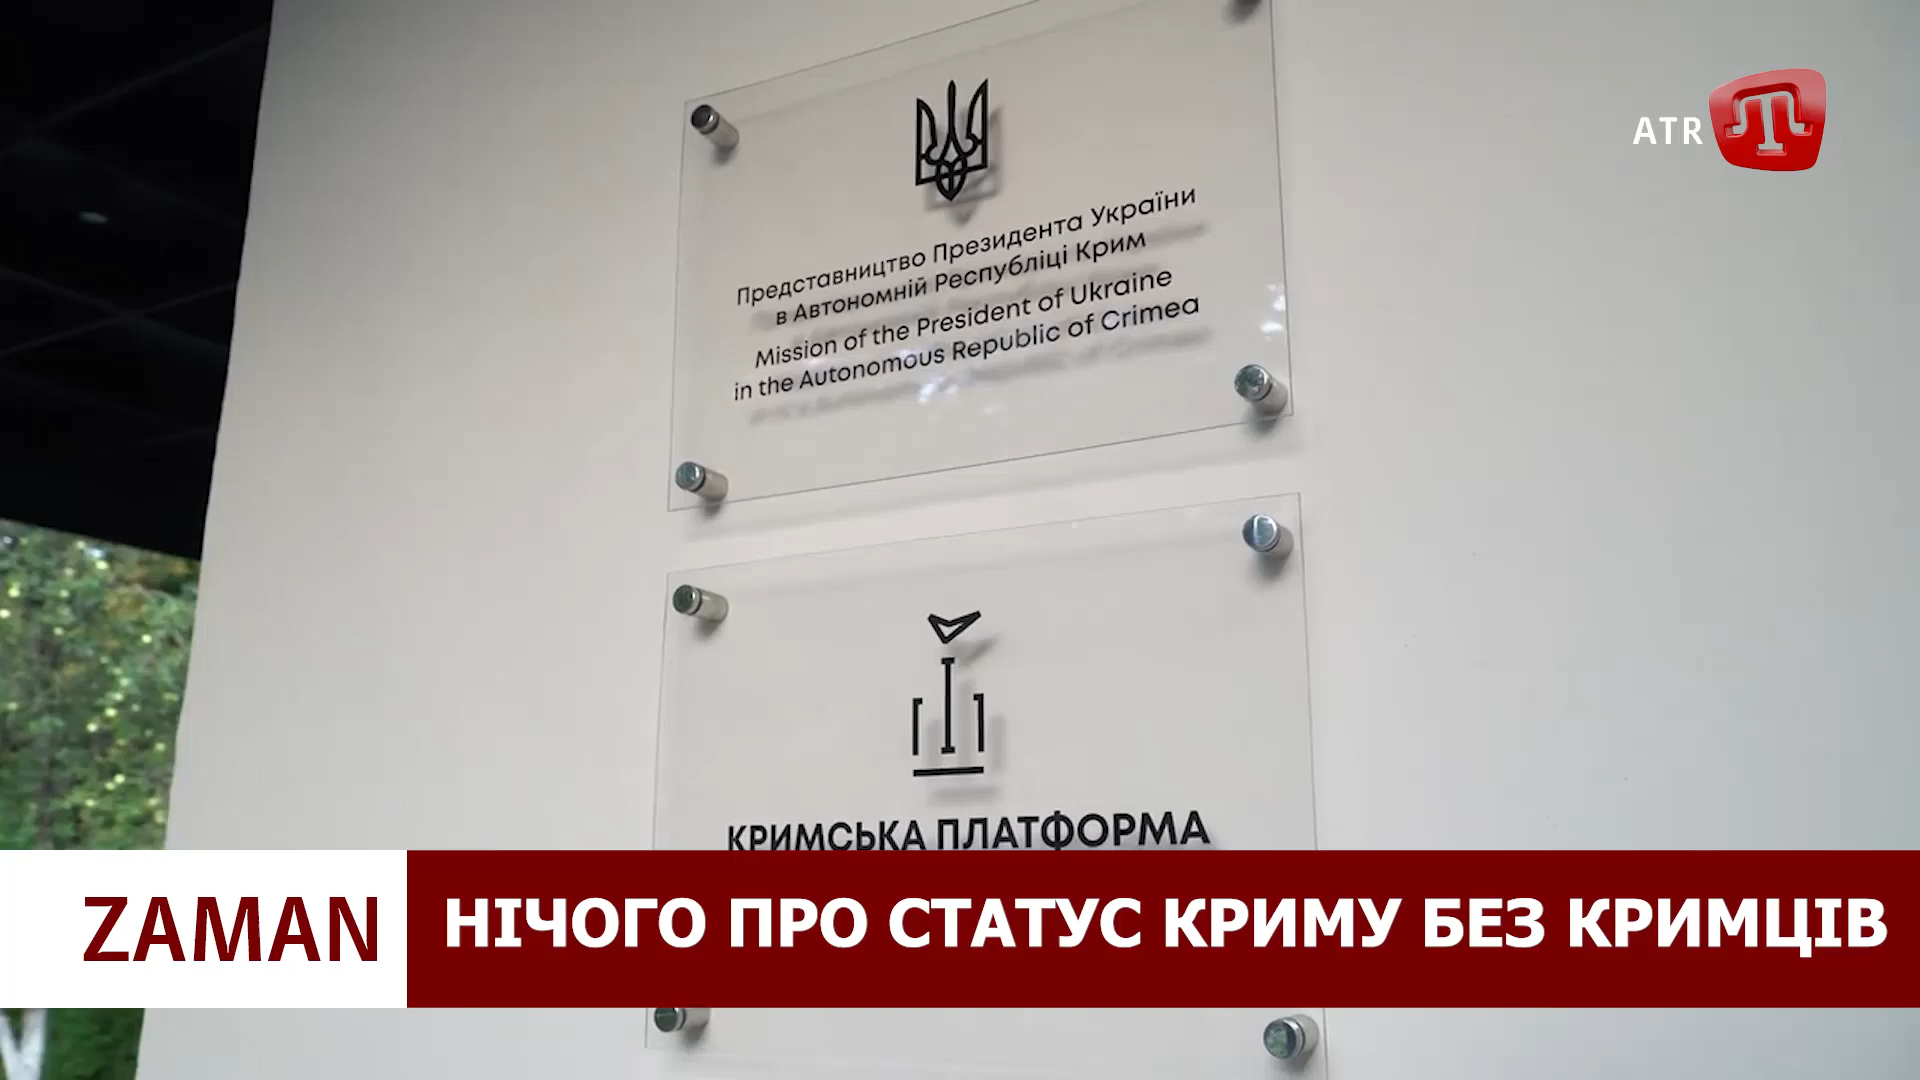 ATR
Представництво Президента України
в Автономній Республіці Крим
Mission of the President of Ukraine
in the Autonomous Republic of Crimea
КРИМСЬКА ПЛАТФОРМА
ZAMAN
НІЧОГО ПРО СТАТУС КРИМУ БЕЗ КРИМЦІВ